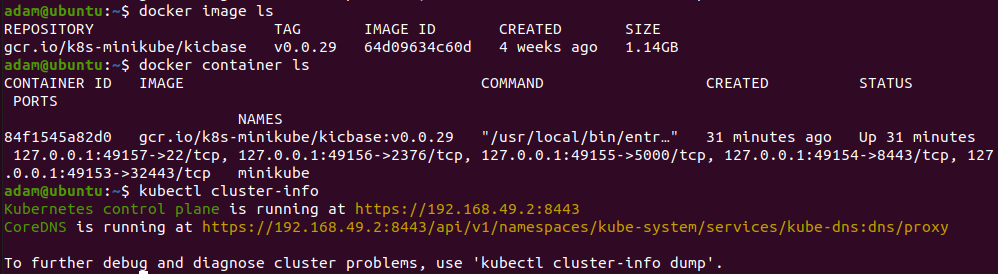 adam@ubuntu:~$ docker image ls
REPOSITORY                    TAG       IMAGE ID       CREATED       SIZE
gcr.io/k8s-minikube/kicbase   v0.0.29   64d09634c60d   4 weeks ago   1.14GB
adam@ubuntu:~$ docker container ls
CONTAINER ID   IMAGE                                 COMMAND                  CREATED          STATUS
 PORTS
                          NAMES
84f1545a82d0   gcr.io/k8s-minikube/kicbase:v0.0.29   "/usr/local/bin/entr…"   31 minutes ago   Up 31 minutes
 127.0.0.1:49157->22/tcp, 127.0.0.1:49156->2376/tcp, 127.0.0.1:49155->5000/tcp, 127.0.0.1:49154->8443/tcp, 127
.0.0.1:49153->32443/tcp   minikube
adam@ubuntu:~$ kubectl cluster-info
Kubernetes control plane is running at https://192.168.49.2:8443
CoreDNS is running at https://192.168.49.2:8443/api/v1/namespaces/kube-system/services/kube-dns:dns/proxy

To further debug and diagnose cluster problems, use 'kubectl cluster-info dump'.